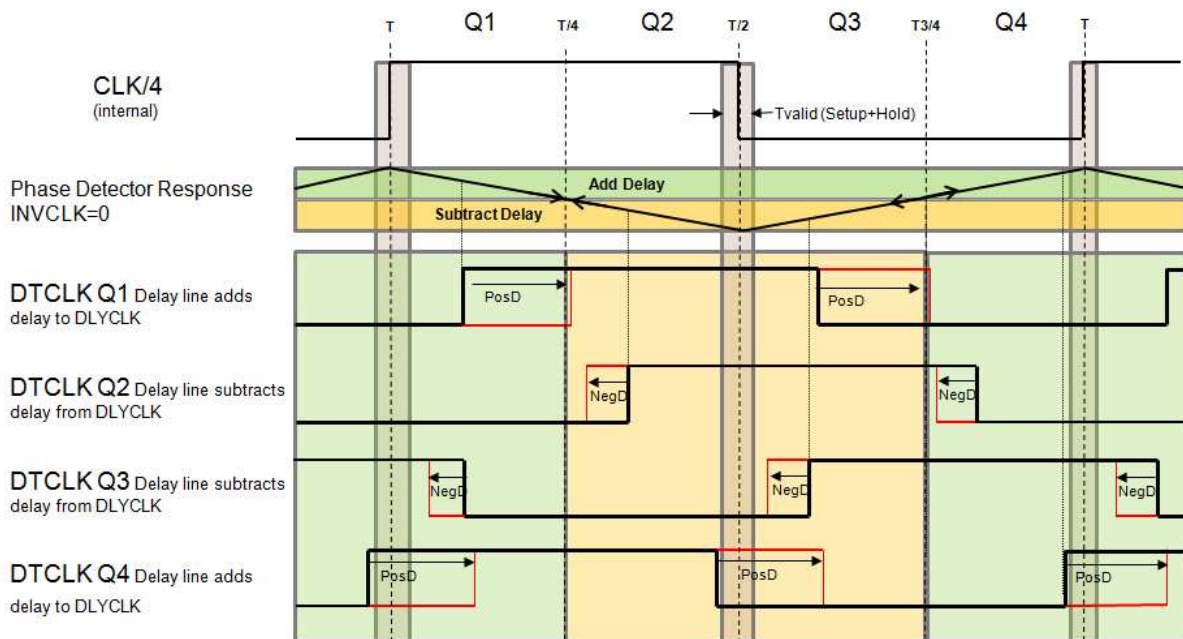 T Q1 T/4 Q2 T/2 Q3 T3/4 Q4 T
CLK/4
(internal)
Tvalid (Setup+Hold)
Phase Detector Response
INVCLK=0
Add Delay
Subtract Delay
DTCLK Q1 Delay line adds
delay to DLYCLK
PosD
PosD
DTCLK Q2 Delay line subtracts
delay from DLYCLK
NegD
NegD
DTCLK Q3 Delay line subtracts
delay from DLYCLK
NegD
NegD
NegD
DTCLK Q4 Delay line adds
delay to DLYCLK
PosD
PosD
PosD